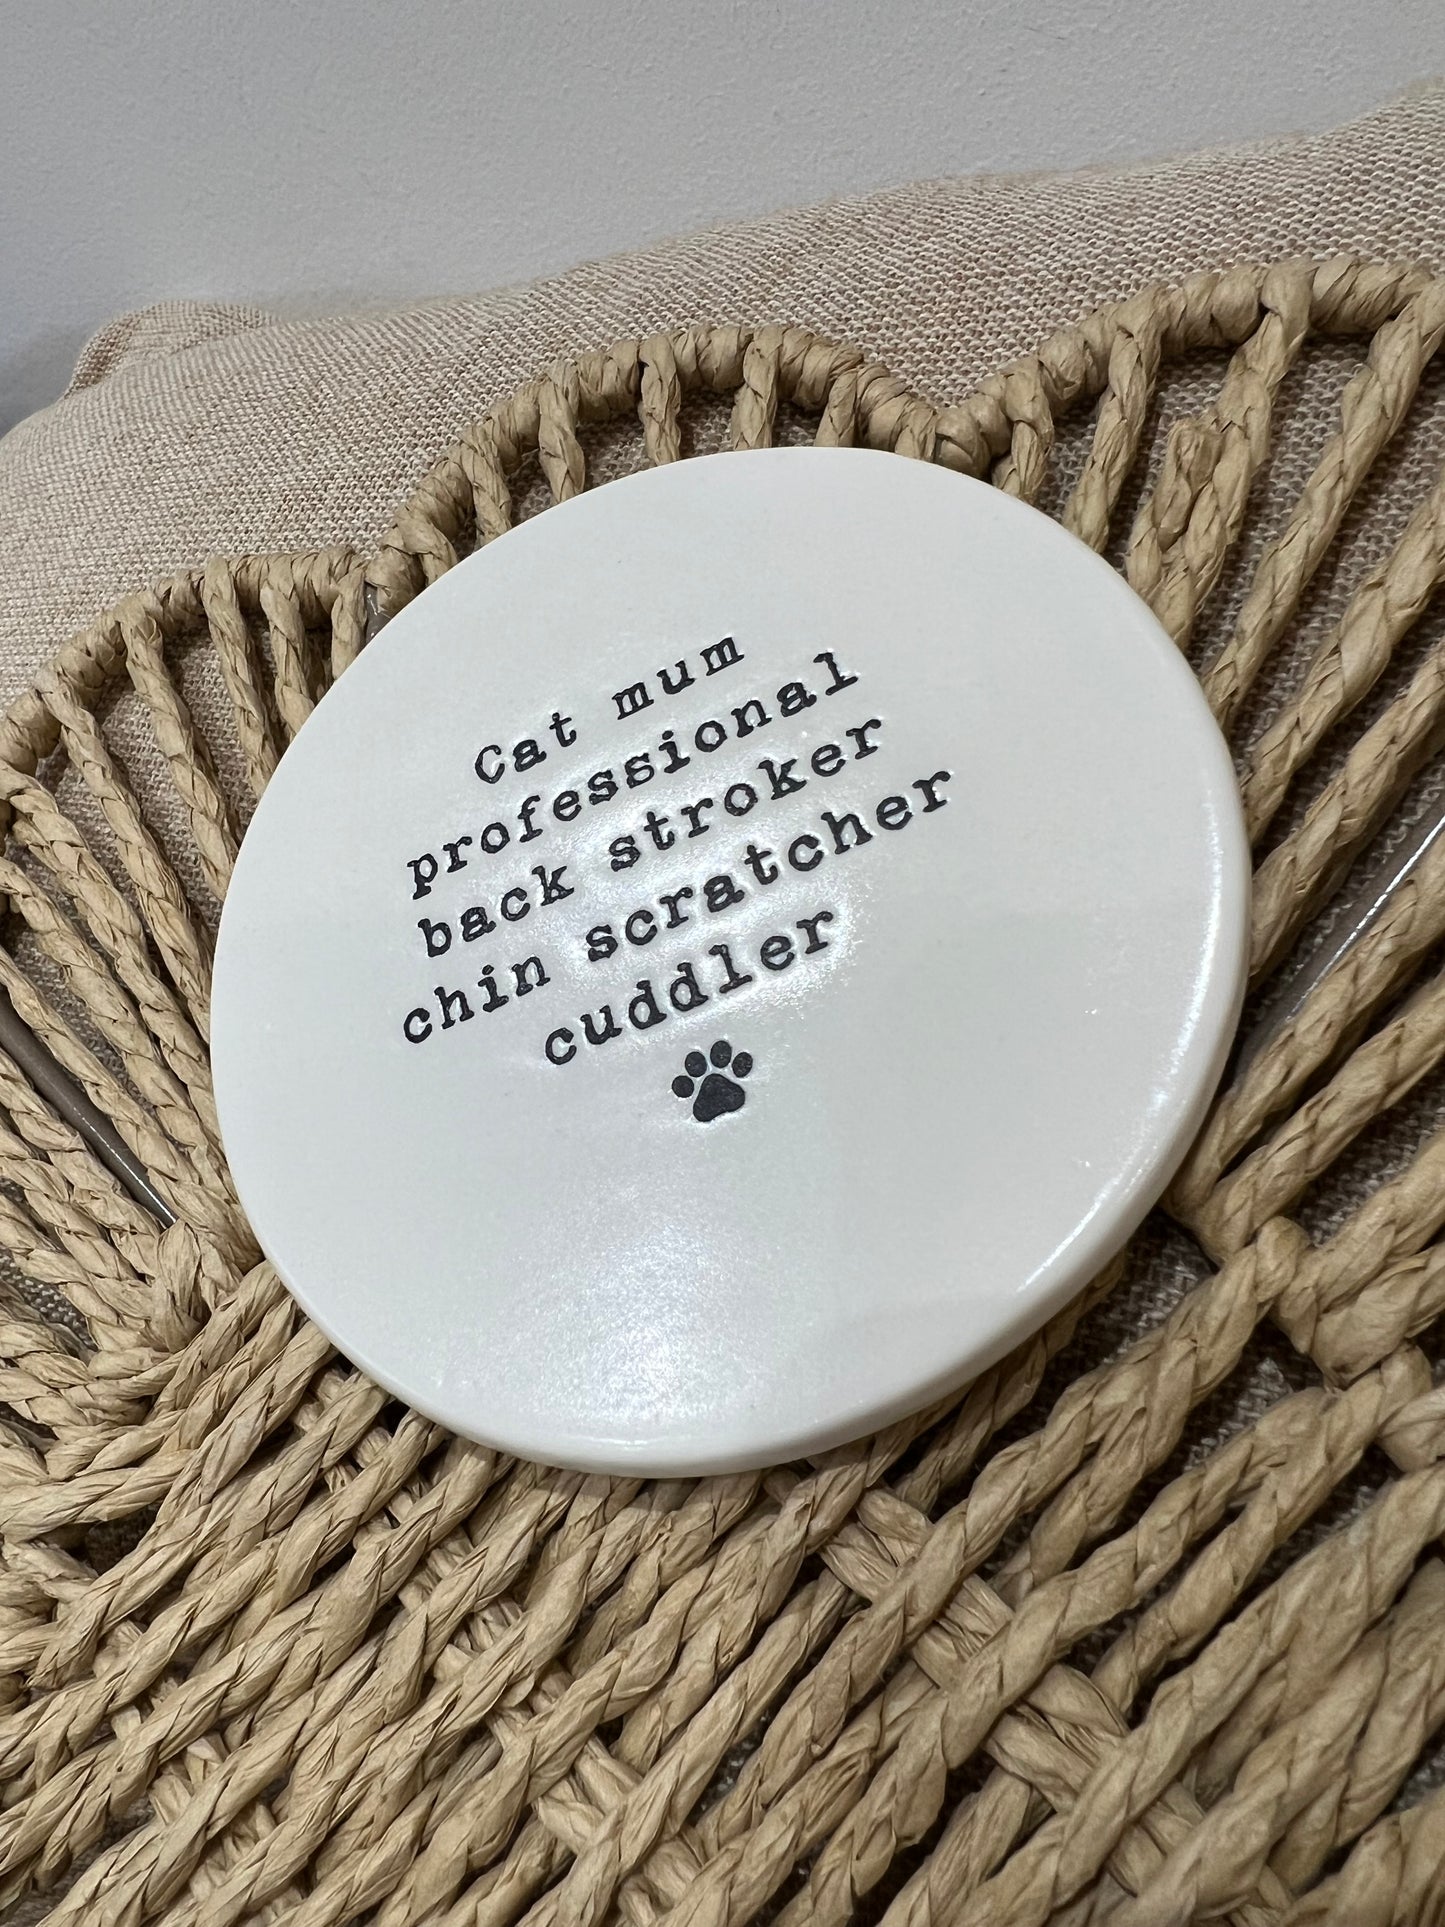 Cat mum
professional
back stroker
chin scratcher
cuddler